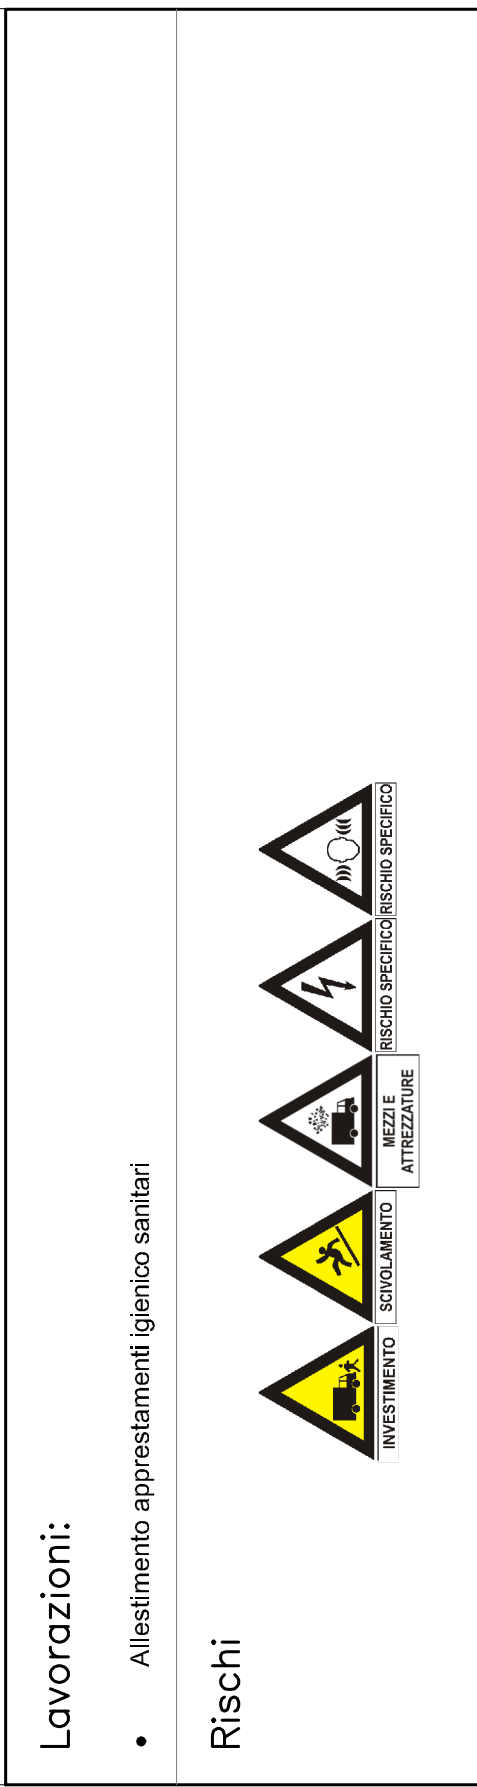 Lavorazioni:
• Allestimento apprestamenti igienico sanitari
Rischi
INVESTIMENTO
SCIVOLAMENTO
MEZZI E
ATTREZZATURE
RISCHIO SPECIFICO
RISCHIO SPECIFICO